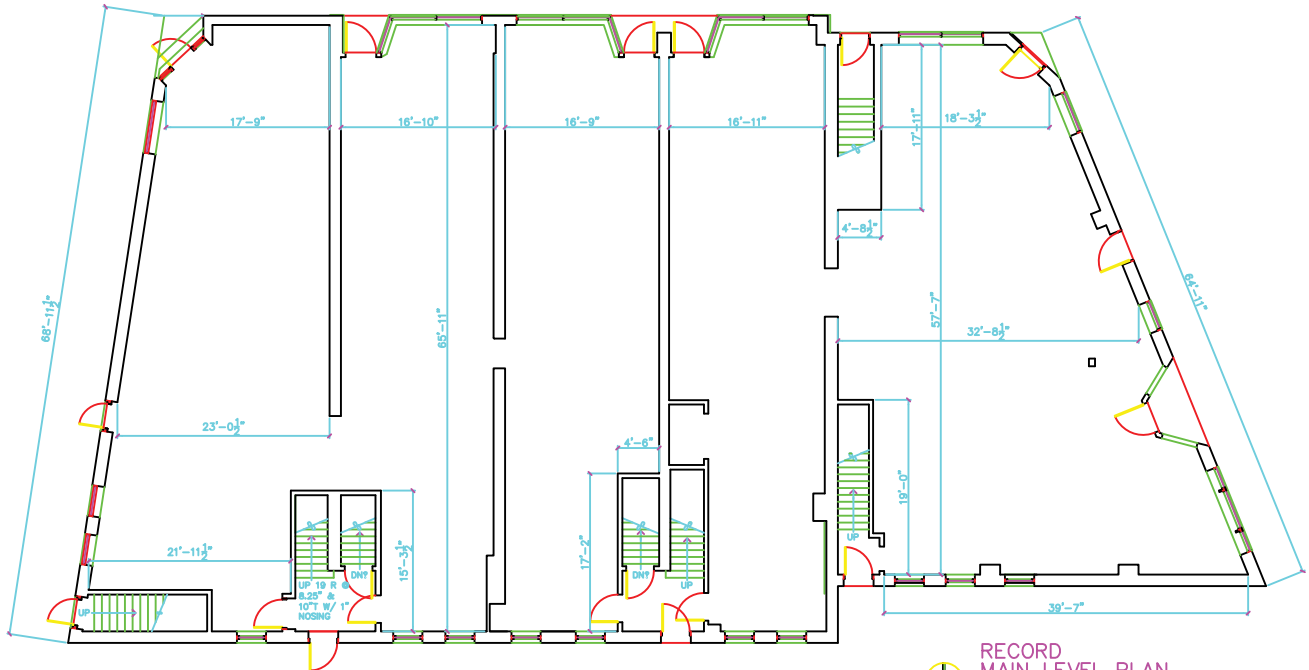 17'-9"
16'-10"
16'-9"
16'-11"
17'-11"
18'-3½"
4'-8½"
68'-11½"
65'-11"
57'-7"
64'-11"
32'-8½"
23'-0½"
4'-6"
19'-0"
17'-2"
15'-3½"
21'-11½"
UP
UP 19 R @
8.25" &
10"T W/ 1"
NOSING
DN?
DN?
UP
UP
39'-7"
RECORD
MAIN LEVEL PLAN